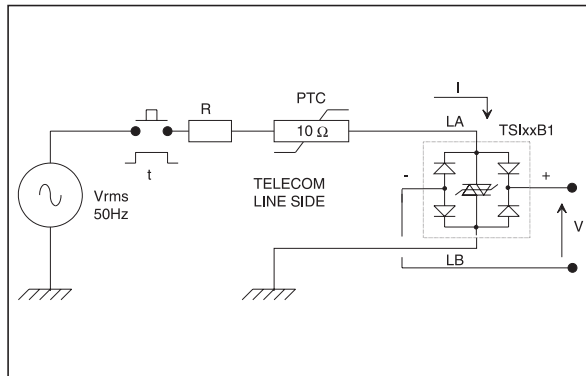 I
R
PTC
LA
TSIxxB1
10 Ω
-
+
t
Vrms
50Hz
TELECOM
LINE SIDE
V
LB